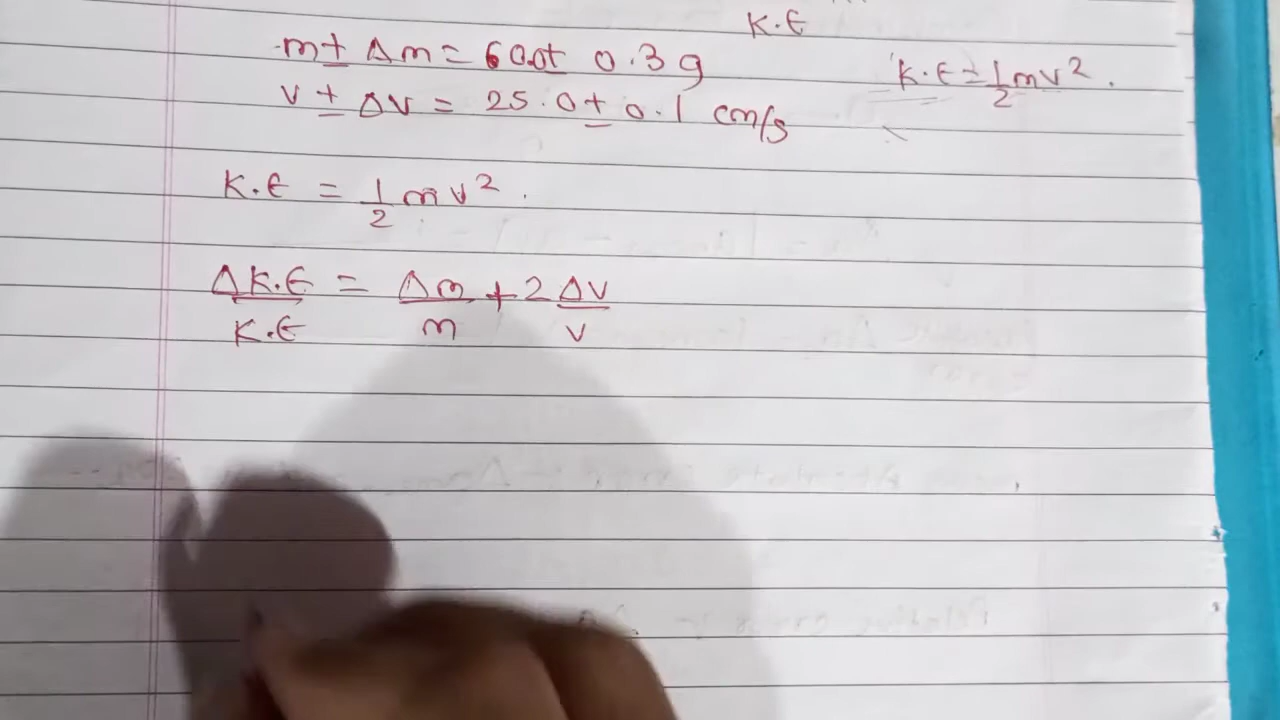 K.E
m ± Δm = 60.0± 0.3 g
K.E = 1/2 mv².
v ± Δv = 25.0 ± 0.1 cm/s
K.E = 1/2 mv².
ΔK.E/K.E = Δm/m + 2 Δv/v